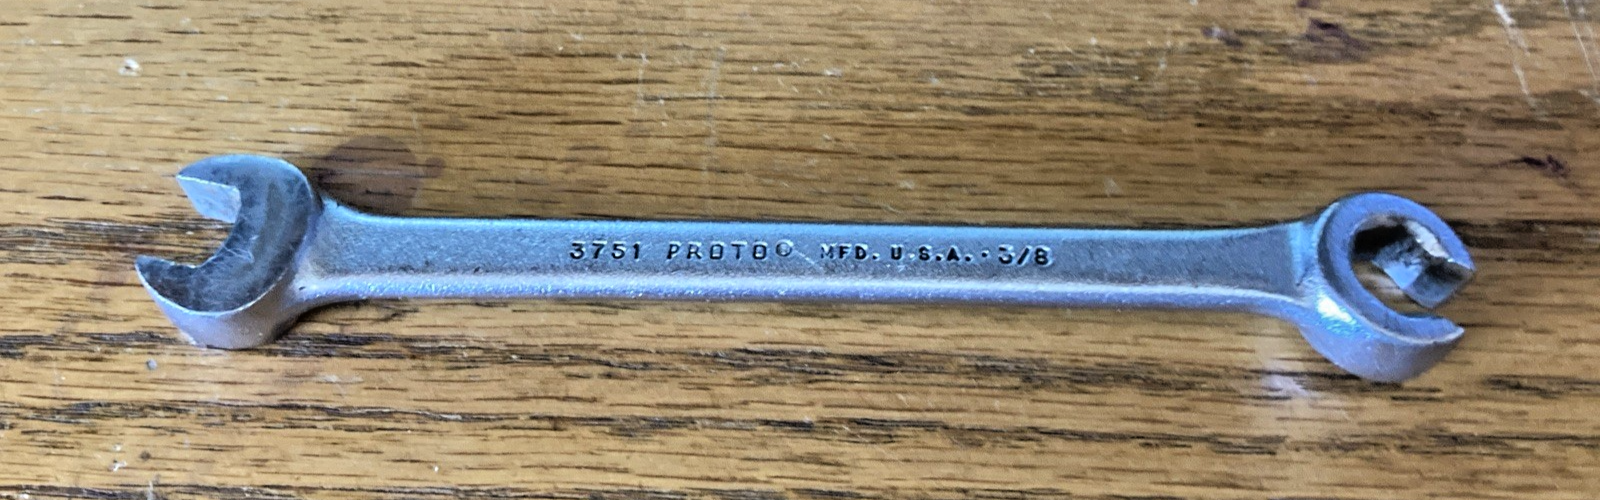 3751 PROTO® MFD. U.S.A. · 3/8